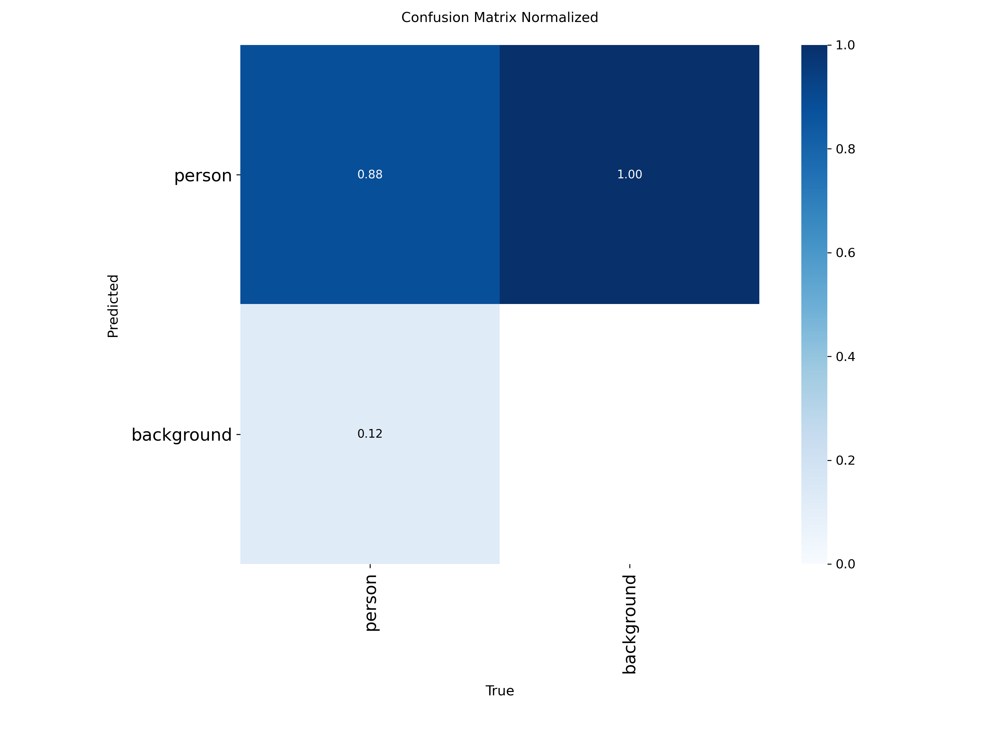 Confusion Matrix Normalized
person
background
Predicted
0.88
1.00
0.12
person
background
True
1.0
0.8
0.6
0.4
0.2
0.0